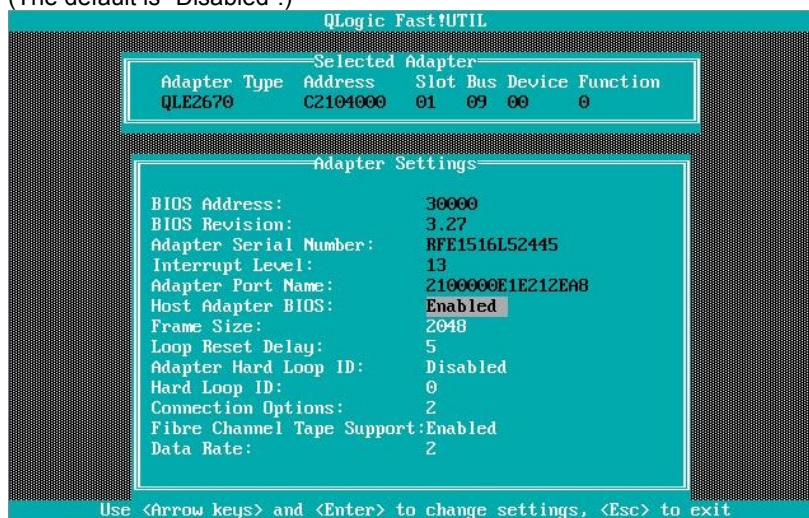 (The default is "Disabled".)
QLogic Fast!UTIL
Selected Adapter
Adapter Type Address Slot Bus Device Function
QLE2670 C2104000 01 09 00 0
Adapter Settings
BIOS Address: 30000
BIOS Revision: 3.27
Adapter Serial Number: RFE1516L52445
Interrupt Level: 13
Adapter Port Name: 2100000E1E212EA8
Host Adapter BIOS: Enabled
Frame Size: 2048
Loop Reset Delay: 5
Adapter Hard Loop ID: Disabled
Hard Loop ID: 0
Connection Options: 2
Fibre Channel Tape Support:Enabled
Data Rate: 2
Use <Arrow keys> and <Enter> to change settings, <Esc> to exit